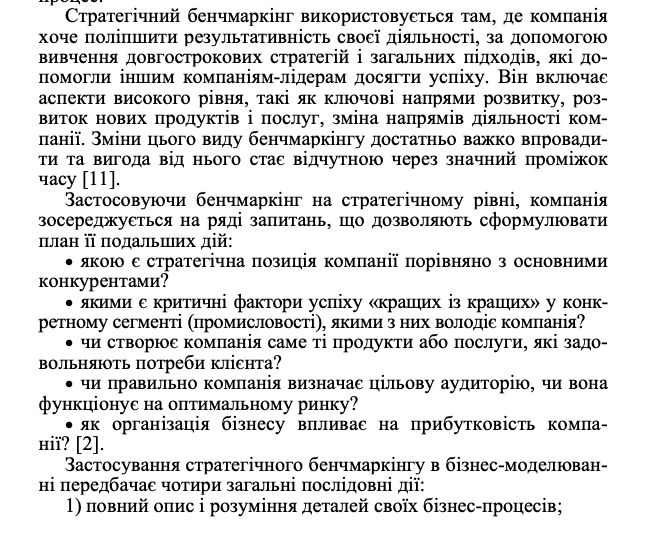 Стратегічний бенчмаркінг використовується там, де компанія
хоче поліпшити результативність своєї діяльності, за допомогою
вивчення довгострокових стратегій і загальних підходів, які до-
помогли іншим компаніям-лідерам досягти успіху. Він включає
аспекти високого рівня, такі як ключові напрями розвитку, роз-
виток нових продуктів і послуг, зміна напрямів діяльності ком-
панії. Зміни цього виду бенчмаркінгу достатньо важко впровади-
ти та вигода від нього стає відчутною через значний проміжок
часу [11].
Застосовуючи бенчмаркінг на стратегічному рівні, компанія
зосереджується на ряді запитань, що дозволяють сформулювати
план її подальших дій:
• якою є стратегічна позиція компанії порівняно з основними
конкурентами?
• якими є критичні фактори успіху «кращих із кращих» у конк-
ретному сегменті (промисловості), якими з них володіє компанія?
• чи створює компанія саме ті продукти або послуги, які задо-
вольняють потреби клієнта?
• чи правильно компанія визначає цільову аудиторію, чи вона
функціонує на оптимальному ринку?
• як організація бізнесу впливає на прибутковість компа-
нії? [2].
Застосування стратегічного бенчмаркінгу в бізнес-моделюван-
ні передбачає чотири загальні послідовні дії:
1) повний опис і розуміння деталей своїх бізнес-процесів;